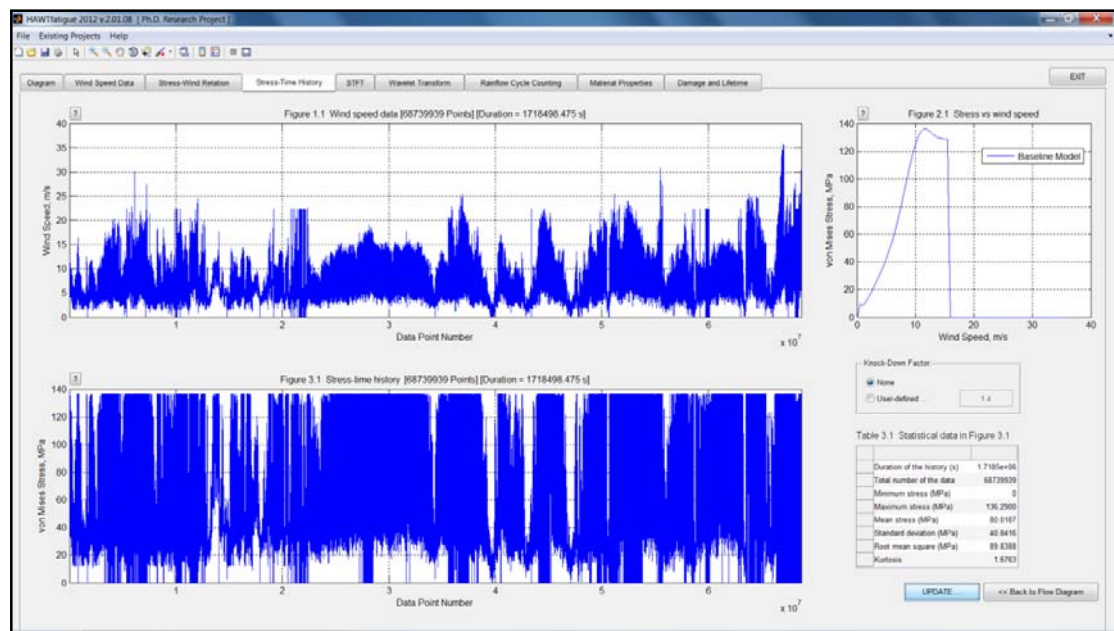 HAWTfatigue 2012 v.2.01.08 [ Ph.D. Research Project ]
File Existing Projects Help
Diagram Wind Speed Data Stress-Wind Relation Stress-Time History STFT Wavelet Transform Rainflow Cycle Counting Material Properties Damage and Lifetime EXIT
?
Figure 1.1 Wind speed data [68739939 Points] [Duration = 1718498.475 s]
40
35
30
25
20
15
10
5
0
Wind Speed, m/s
1 2 3 4 5 6
Data Point Number
x 10^7
?
Figure 2.1 Stress vs wind speed
140
120
100
80
60
40
20
0
von Mises Stress, MPa
Baseline Model
0 10 20 30 40
Wind Speed, m/s
?
Figure 3.1 Stress-time history [68739939 Points] [Duration = 1718498.475 s]
140
120
100
80
60
40
20
0
von Mises Stress, MPa
1 2 3 4 5 6
Data Point Number
x 10^7
Knock Down Factor
None
User-defined ... 1.4
Table 3.1 Statistical data in Figure 3.1
Duration of the history (s) 1.7185e+06
Total number of the data 68739939
Minimum stress (MPa) 0
Maximum stress (MPa) 136.2900
Mean stress (MPa) 80.0187
Standard deviation (MPa) 40.8416
Root mean square (MPa) 89.8388
Kurtosis 1.6763
UPDATE ... << Back to Flow Diagram